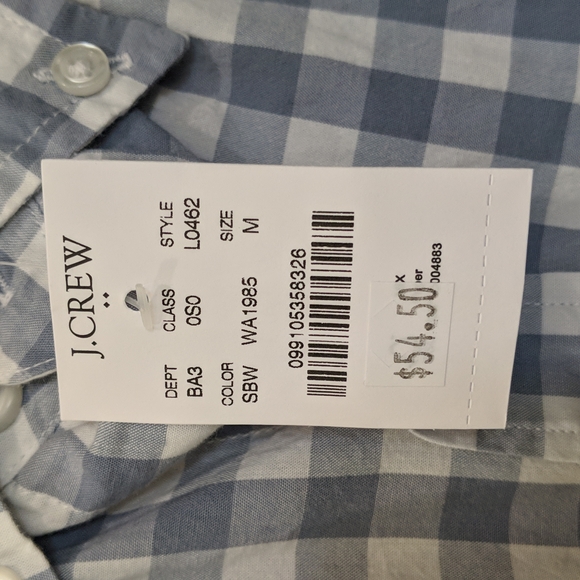 J.CREW
DEPT CLASS STYLE
BA3 0S0 L0462
COLOR SIZE
SBW WA1985 M
099105358326
X
$54.50
004883